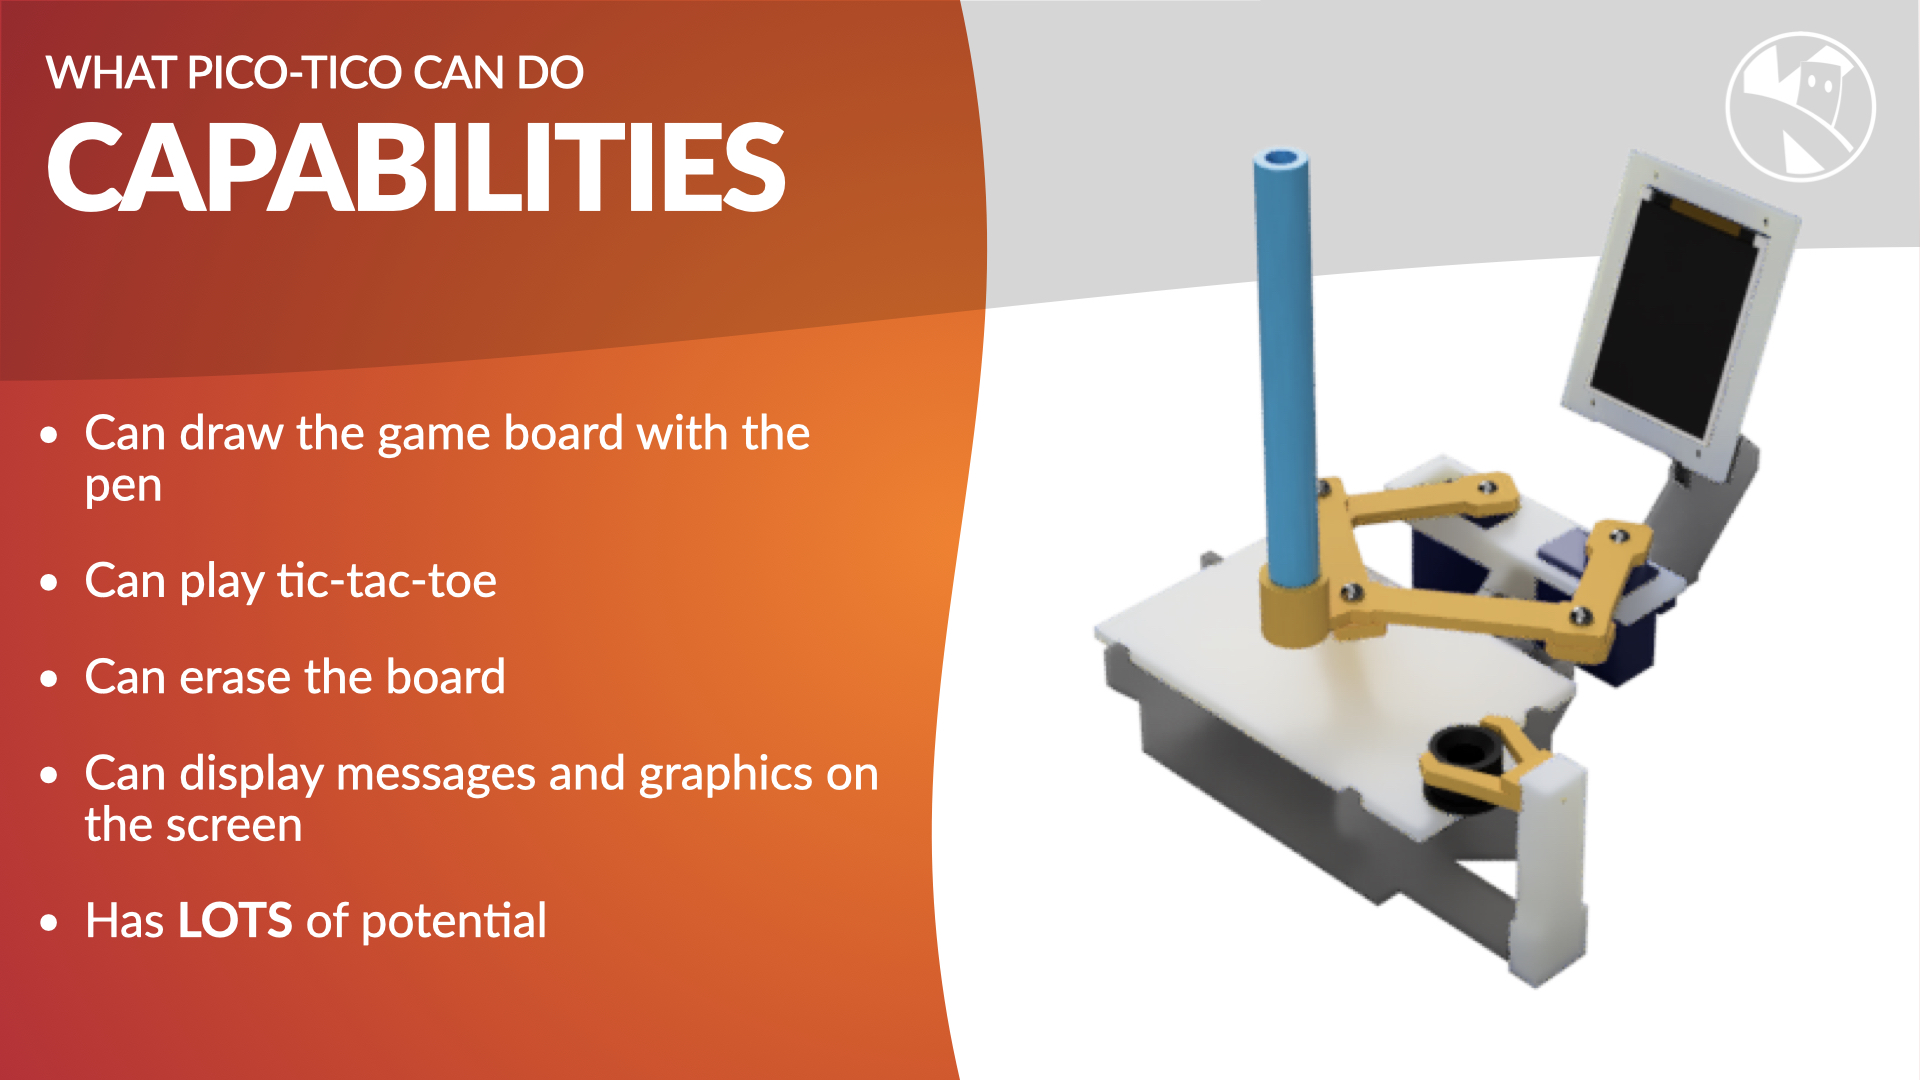 WHAT PICO-TICO CAN DO
CAPABILITIES
• Can draw the game board with the
pen
• Can play tic-tac-toe
• Can erase the board
• Can display messages and graphics on
the screen
• Has LOTS of potential